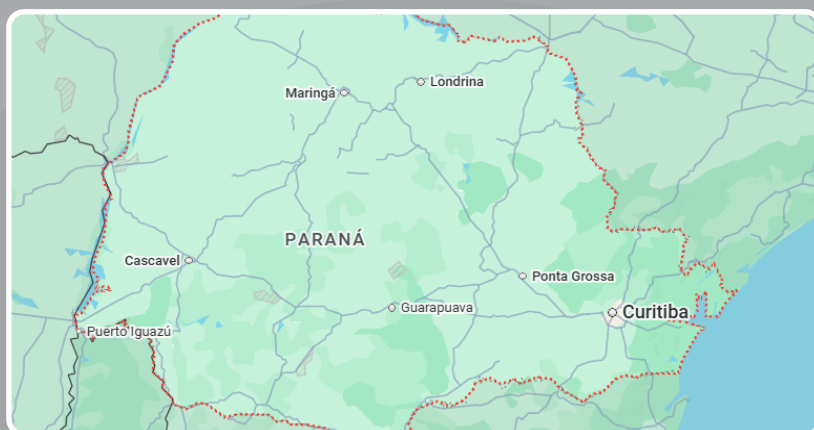 Londrina
Maringá
PARANÁ
Cascavel
Ponta Grossa
Guarapuava
Curitiba
Puerto Iguazú